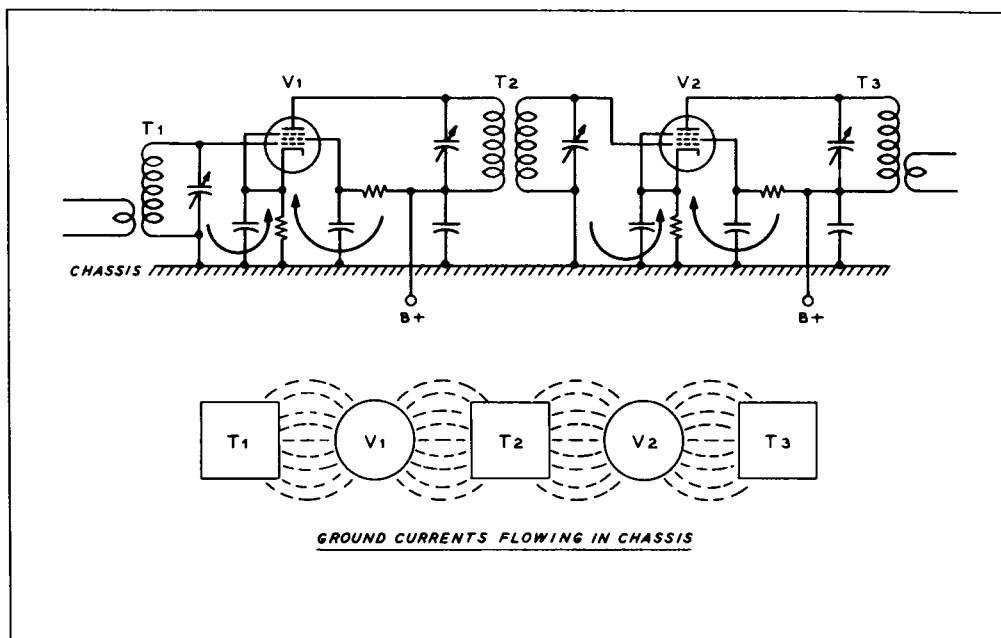 V1 T2 V2 T3
T1
CHASSIS
B+ B+
T1 V1 T2 V2 T3
GROUND CURRENTS FLOWING IN CHASSIS